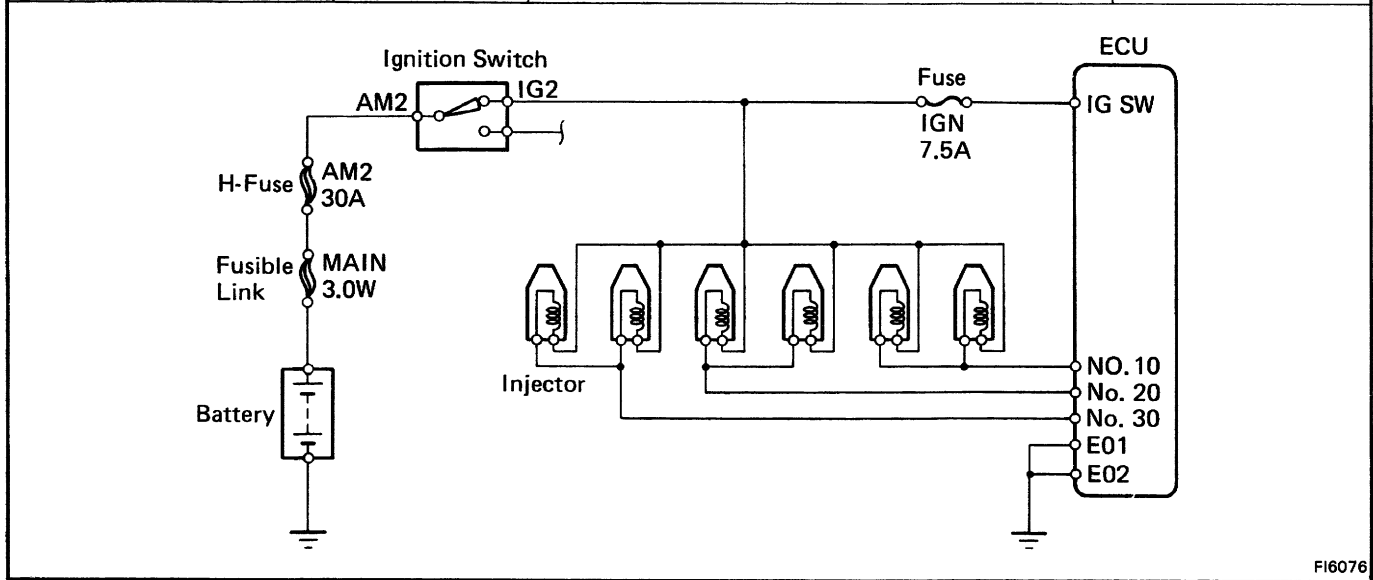 ECU
Ignition Switch
Fuse
AM2
IG2
IG SW
IGN
7.5A
H-Fuse
AM2
30A
Fusible
Link
MAIN
3.0W
Injector
Battery
NO. 10
No. 20
No. 30
E01
E02
FI6076